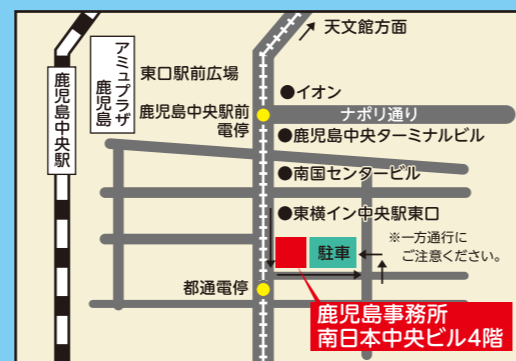 天文館方面
アミュプラザ
鹿児島
東口駅前広場
鹿児島中央駅
●イオン
鹿児島中央駅前
電停
ナポリ通り
●鹿児島中央ターミナルビル
●南国センタービル
●東横イン中央駅東口
駐車
※一方通行に
ご注意ください。
都通電停
鹿児島事務所
南日本中央ビル4階